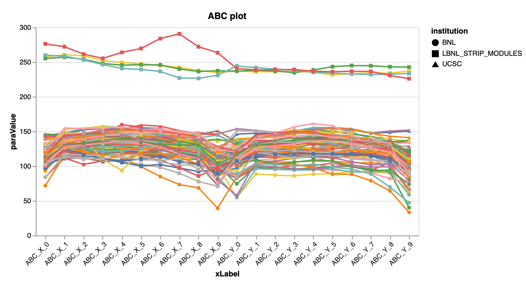 ABC plot
institution
BNL
LBNL_STRIP_MODULES
UCSC
paraValue
300
250
200
150
100
50
0
ABC_X_0
ABC_X_1
ABC_X_2
ABC_X_3
ABC_X_4
ABC_X_5
ABC_X_6
ABC_X_7
ABC_X_8
ABC_X_9
ABC_Y_0
ABC_Y_1
ABC_Y_2
ABC_Y_3
ABC_Y_4
ABC_Y_5
ABC_Y_6
ABC_Y_7
ABC_Y_8
ABC_Y_9
xLabel